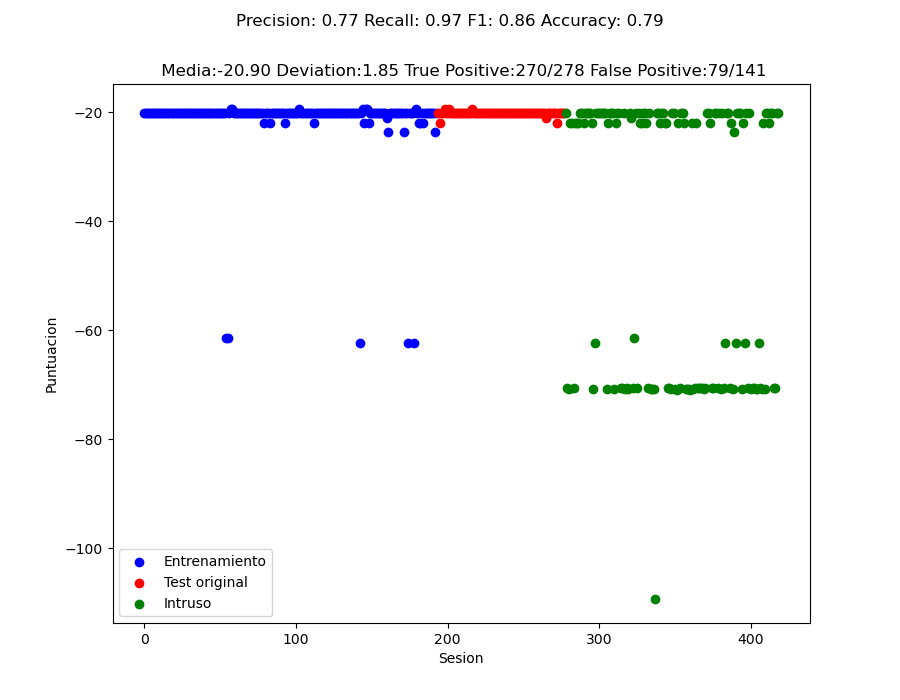 Precision: 0.77 Recall: 0.97 F1: 0.86 Accuracy: 0.79
Media:-20.90 Deviation:1.85 True Positive:270/278 False Positive:79/141
−20
−40
−60
−80
−100
Puntuacion
Entrenamiento
Test original
Intruso
0
100
200
300
400
Sesion